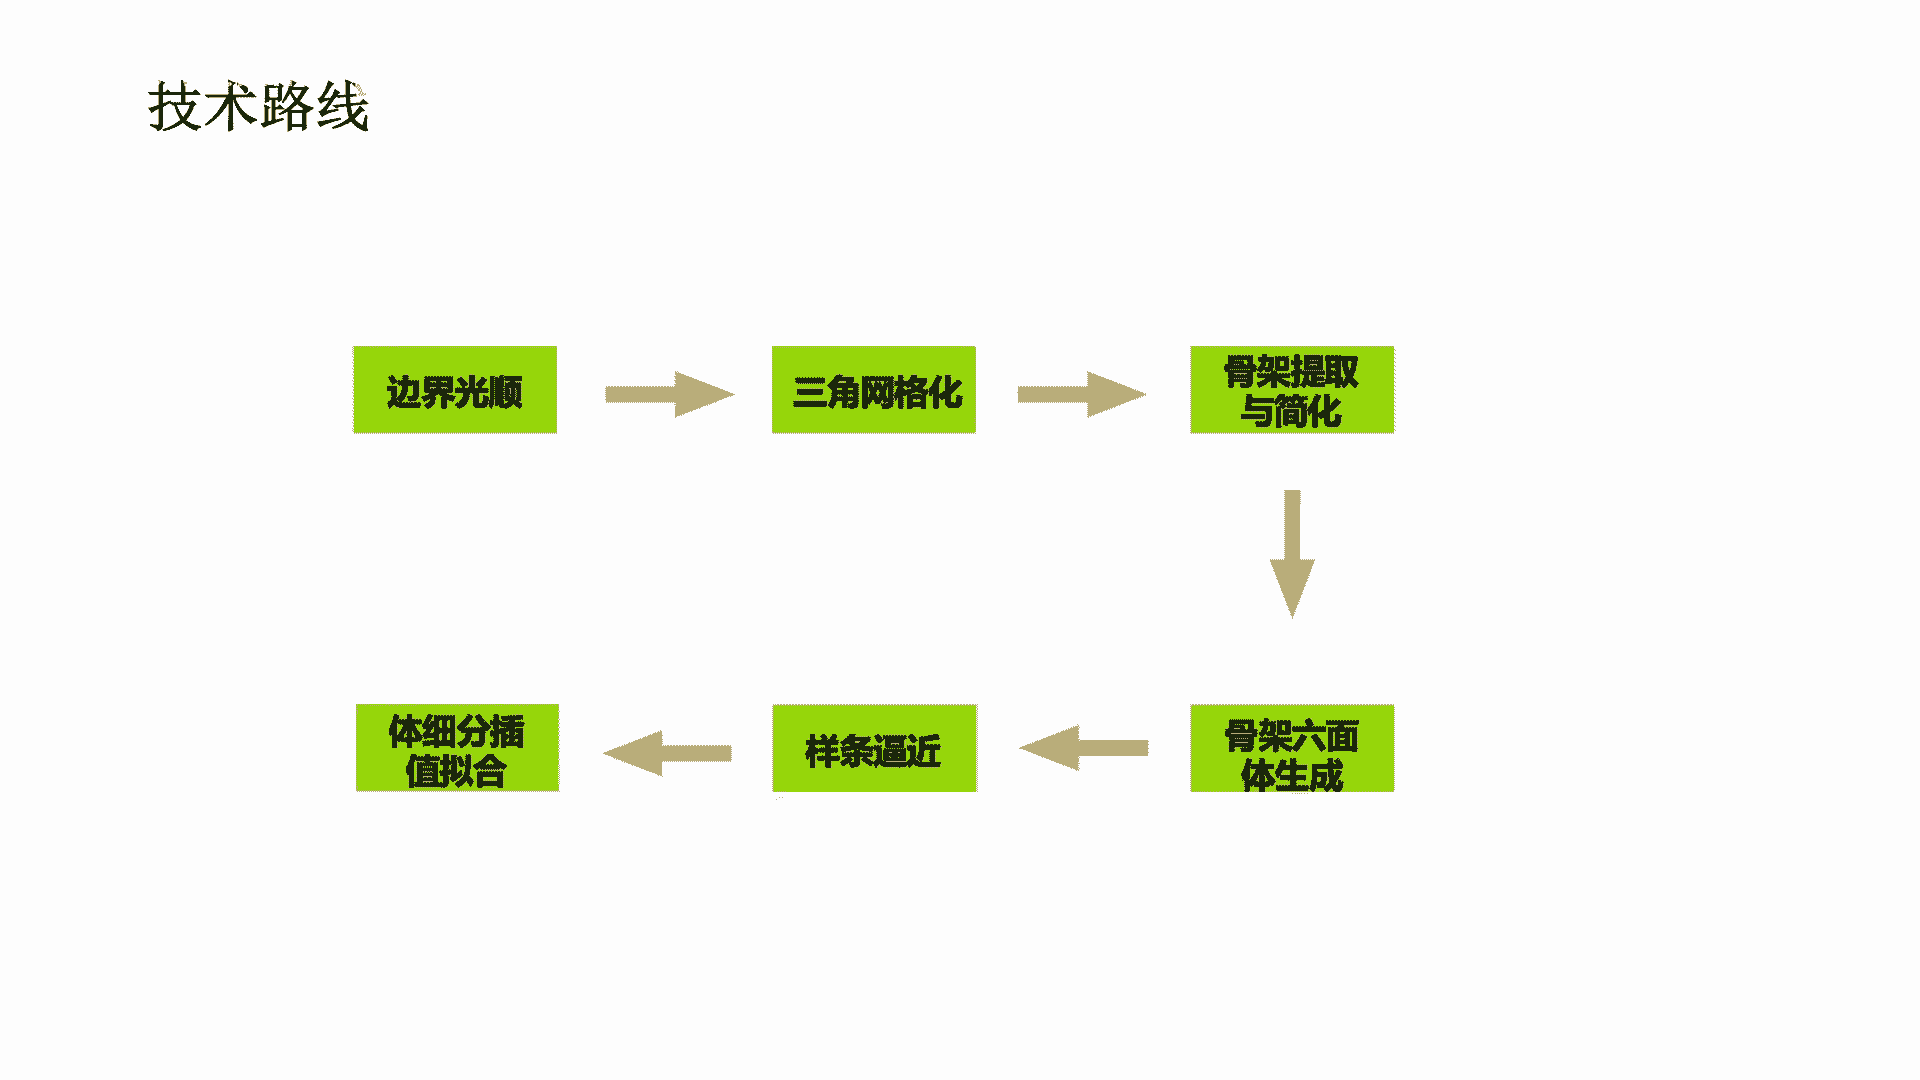 技术路线
边界光顺
三角网格化
骨架提取
与简化
体细分插
值拟合
样条逼近
骨架六面
体生成